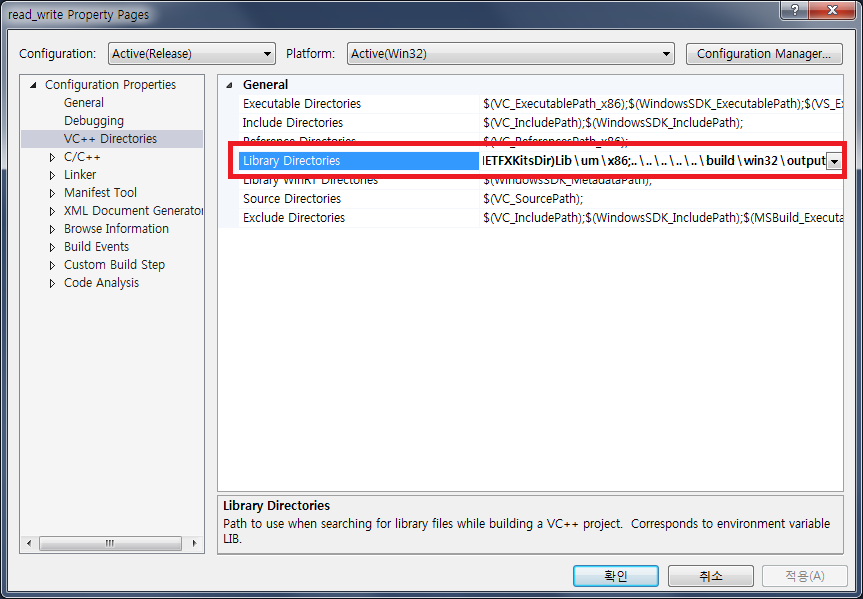 read_write Property Pages
Configuration: Active(Release) Platform: Active(Win32) Configuration Manager...
Configuration Properties
General
Debugging
VC++ Directories
C/C++
Linker
Manifest Tool
XML Document Generator
Browse Information
Build Events
Custom Build Step
Code Analysis
General
Executable Directories $(VC_ExecutablePath_x86);$(WindowsSDK_ExecutablePath);$(VS_E
Include Directories $(VC_IncludePath);$(WindowsSDK_IncludePath);
Reference Directories $(VC_ReferencesPath_x86);
Library Directories ETFXKitsDir)Lib\um\x86;..\..\..\..\..\build\win32\output
Library WinRT Directories $(WindowsSDK_MetadataPath);
Source Directories $(VC_SourcePath);
Exclude Directories $(VC_IncludePath);$(WindowsSDK_IncludePath);$(MSBuild_Executa
Library Directories
Path to use when searching for library files while building a VC++ project. Corresponds to environment variable
LIB.
확인 취소 적용(A)